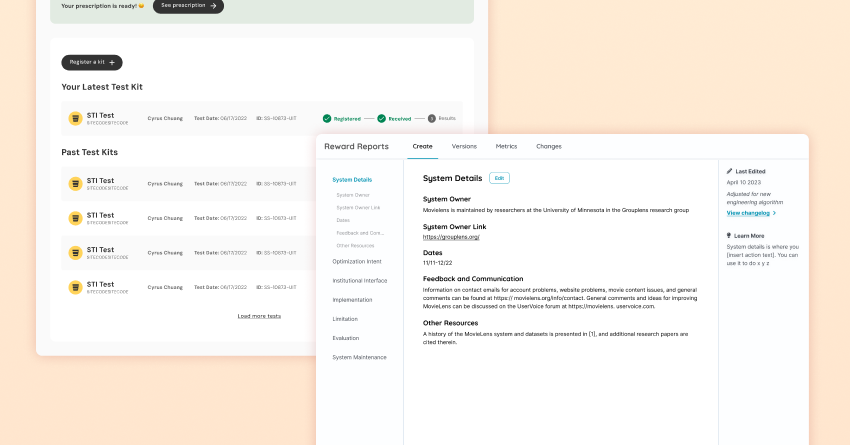 Your prescription is ready! 😄
See prescription →
Register a kit +
Your Latest Test Kit
STI Test
SITECODESITECODE
Cyrus Chuang
Test Date: 06/17/2022
ID: SS-10873-UIT
Registered
Received
3 Results
Past Test Kits
STI Test
SITECODESITECODE
Cyrus Chuang
Test Date: 06/17/2022
ID: SS-10873-UIT
STI Test
SITECODESITECODE
Cyrus Chuang
Test Date: 06/17/2022
ID: SS-10873-UIT
STI Test
SITECODESITECODE
Cyrus Chuang
Test Date: 06/17/2022
ID: SS-10873-UIT
STI Test
SITECODESITECODE
Cyrus Chuang
Test Date: 06/17/2022
ID: SS-10873-UIT
Load more tests
Reward Reports
Create
Versions
Metrics
Changes
System Details
System Owner
System Owner Link
Dates
Feedback and Com...
Other Resources
Optimization Intent
Institutional Interface
Implementation
Limitation
Evaluation
System Maintenance
System Details
Edit
System Owner
Movielens is maintained by researchers at the University of Minnesota in the Grouplens research group
System Owner Link
https://grouplens.org/
Dates
11/11-12/22
Feedback and Communication
Information on contact emails for account problems, website problems, movie content issues, and general
comments can be found at https:// movielens.org/info/contact. General comments and ideas for improving
MovieLens can be discussed on the UserVoice forum at https://movielens. uservoice.com.
Other Resources
A history of the MovieLens system and datasets is presented in [1], and additional research papers are
cited therein.
Last Edited
April 10 2023
Adjusted for new
engineering algorithm
View changelog >
Learn More
System details is where you
[insert action text]. You can
use it to do x y z